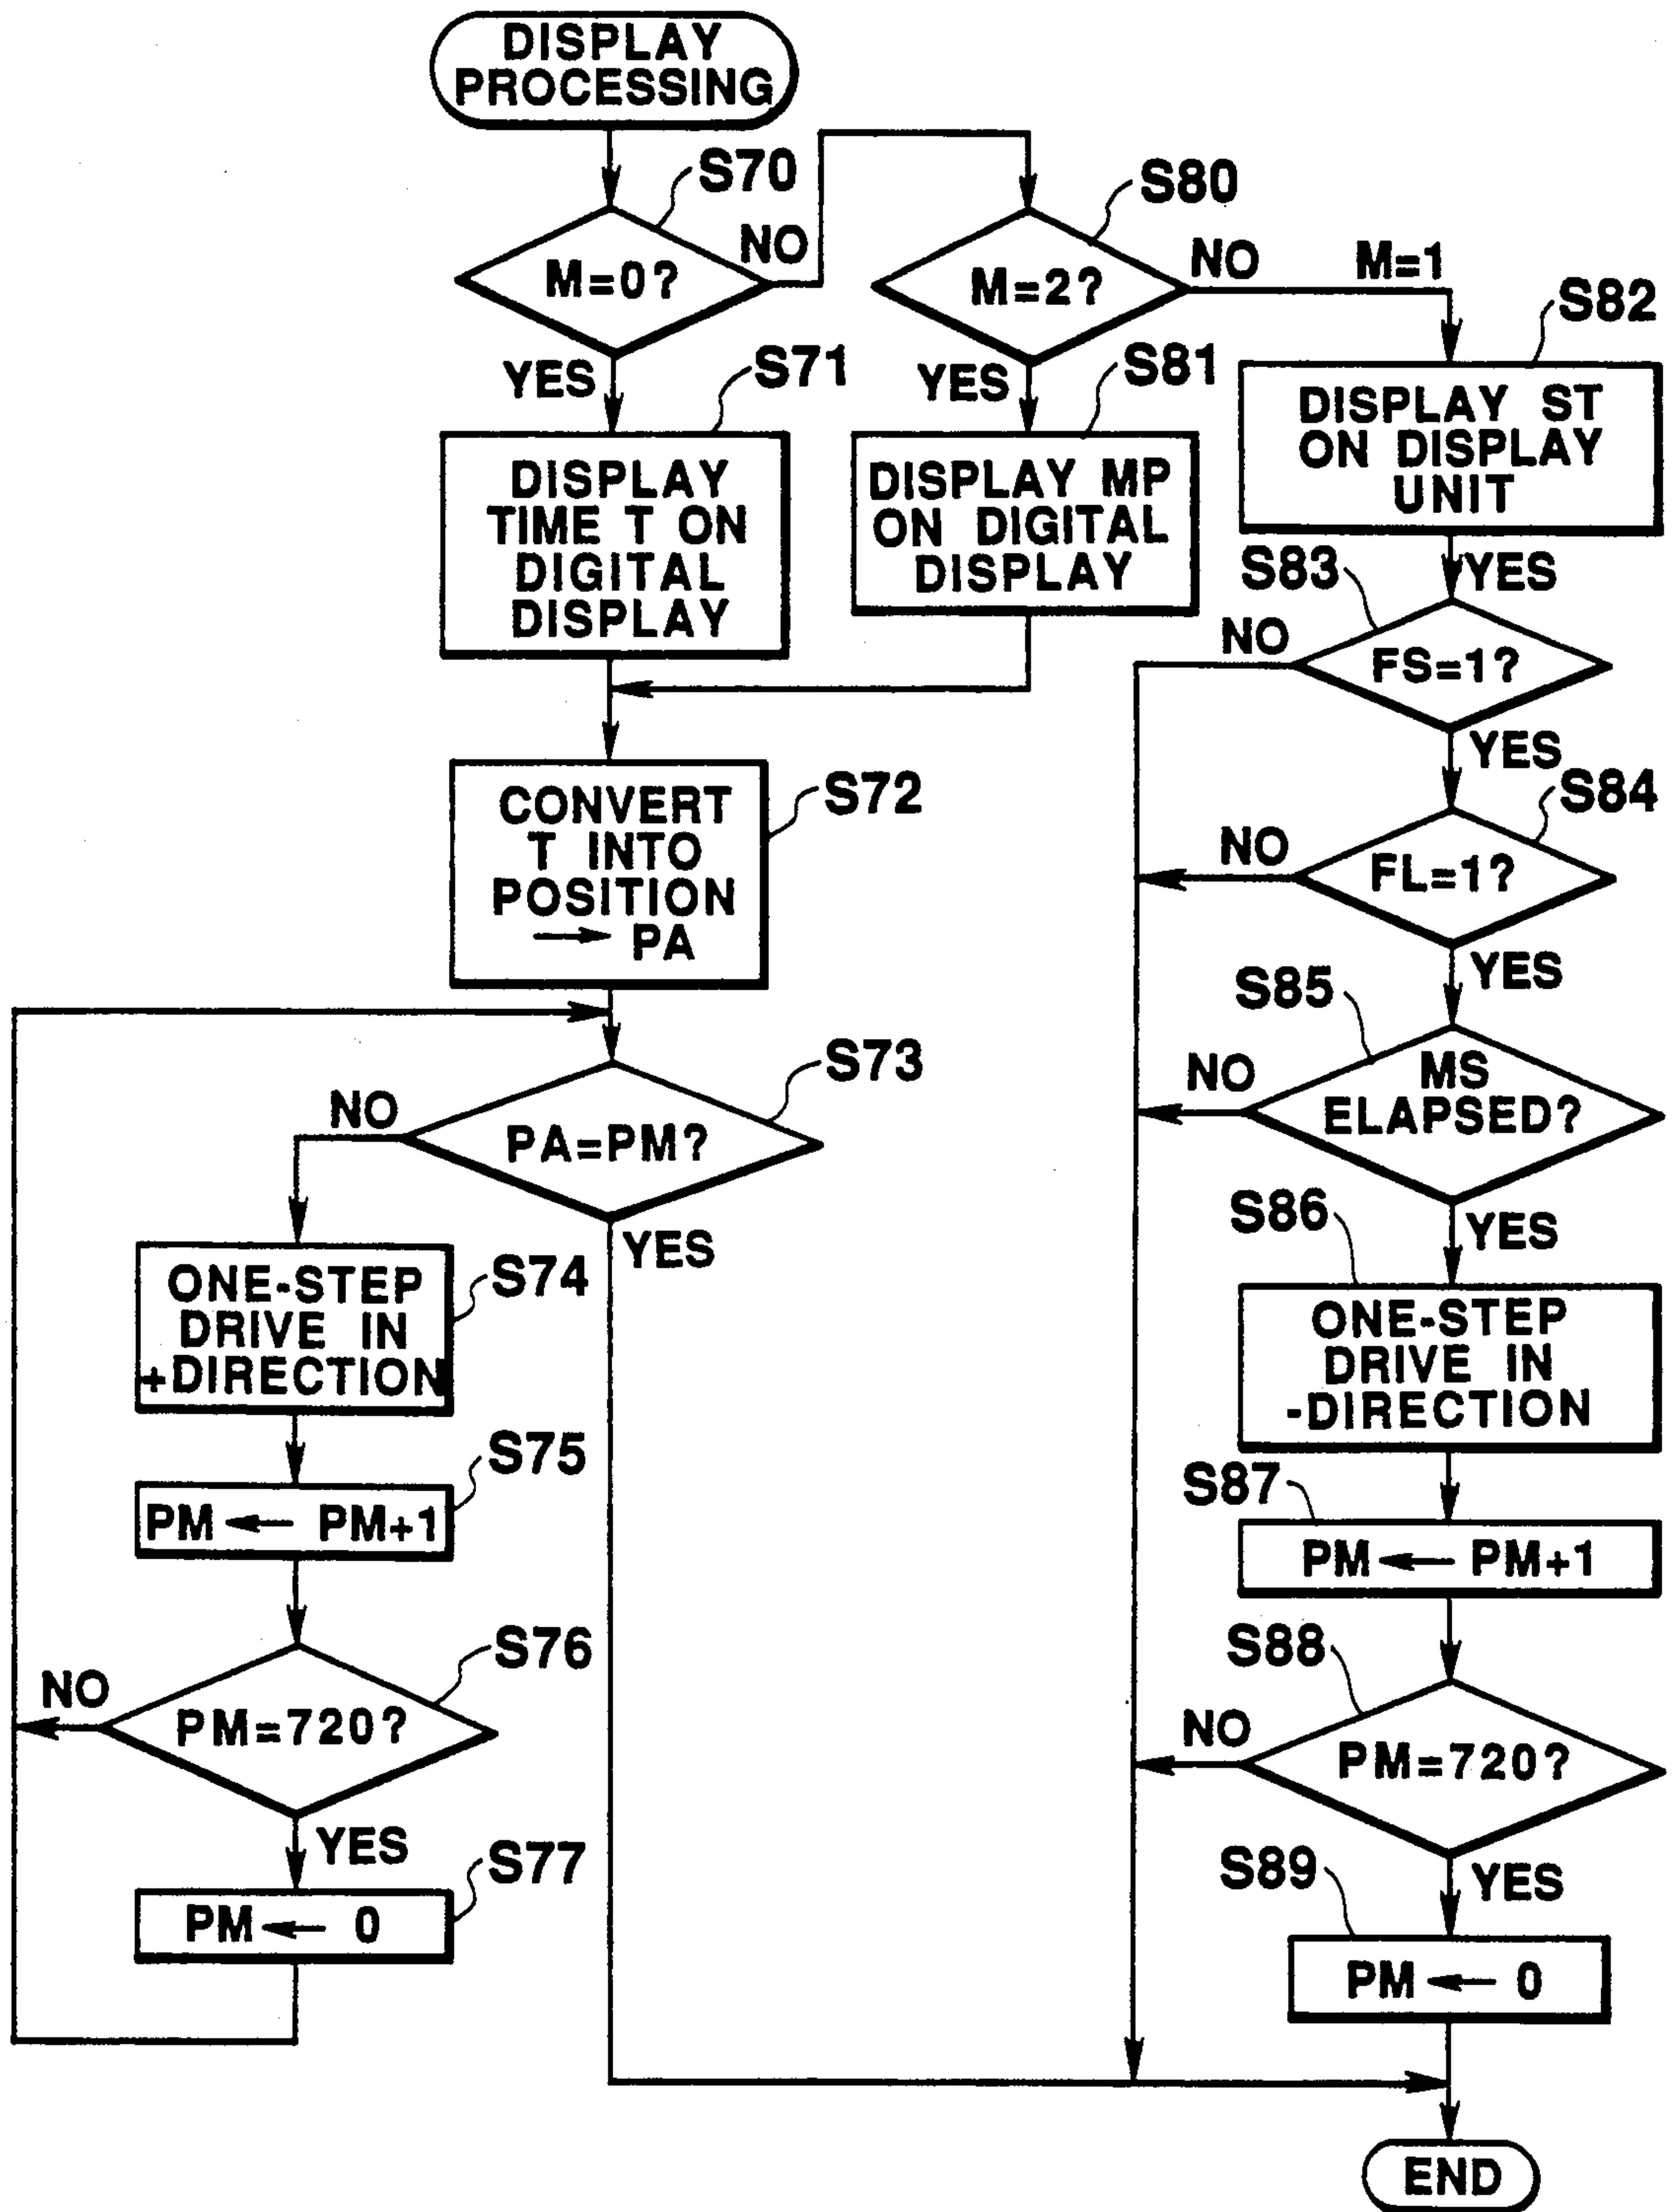 DISPLAY
PROCESSING
S70
M=0?
NO
YES
S80
M=2?
NO
M=1
YES
S71
DISPLAY
TIME T ON
DIGITAL
DISPLAY
S81
DISPLAY MP
ON DIGITAL
DISPLAY
S82
DISPLAY ST
ON DISPLAY
UNIT
YES
S72
CONVERT
T INTO
POSITION
→ PA
S73
PA=PM?
NO
YES
S74
ONE-STEP
DRIVE IN
+DIRECTION
S75
PM ← PM+1
S76
PM=720?
NO
YES
S77
PM ← 0
S83
FS=1?
NO
YES
S84
FL=1?
NO
YES
S85
MS
ELAPSED?
NO
YES
S86
ONE-STEP
DRIVE IN
-DIRECTION
S87
PM ← PM+1
S88
PM=720?
NO
YES
S89
PM ← 0
END